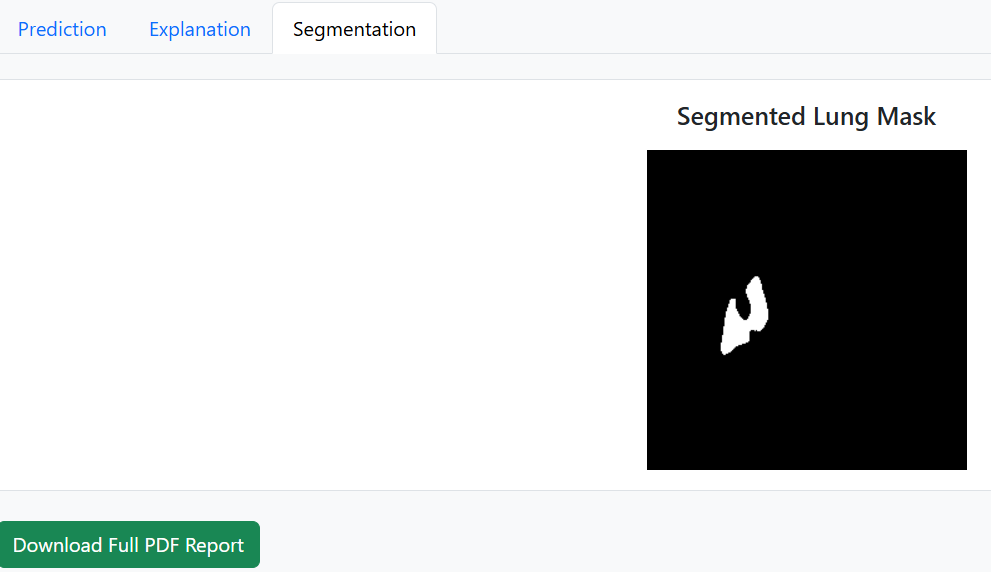 Prediction Explanation Segmentation
Segmented Lung Mask
Download Full PDF Report